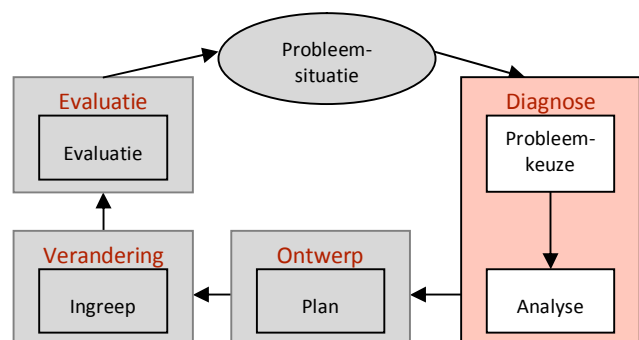 Probleem-
situatie
Evaluatie
Evaluatie
Diagnose
Probleem-
keuze
Verandering
Ingreep
Ontwerp
Plan
Analyse